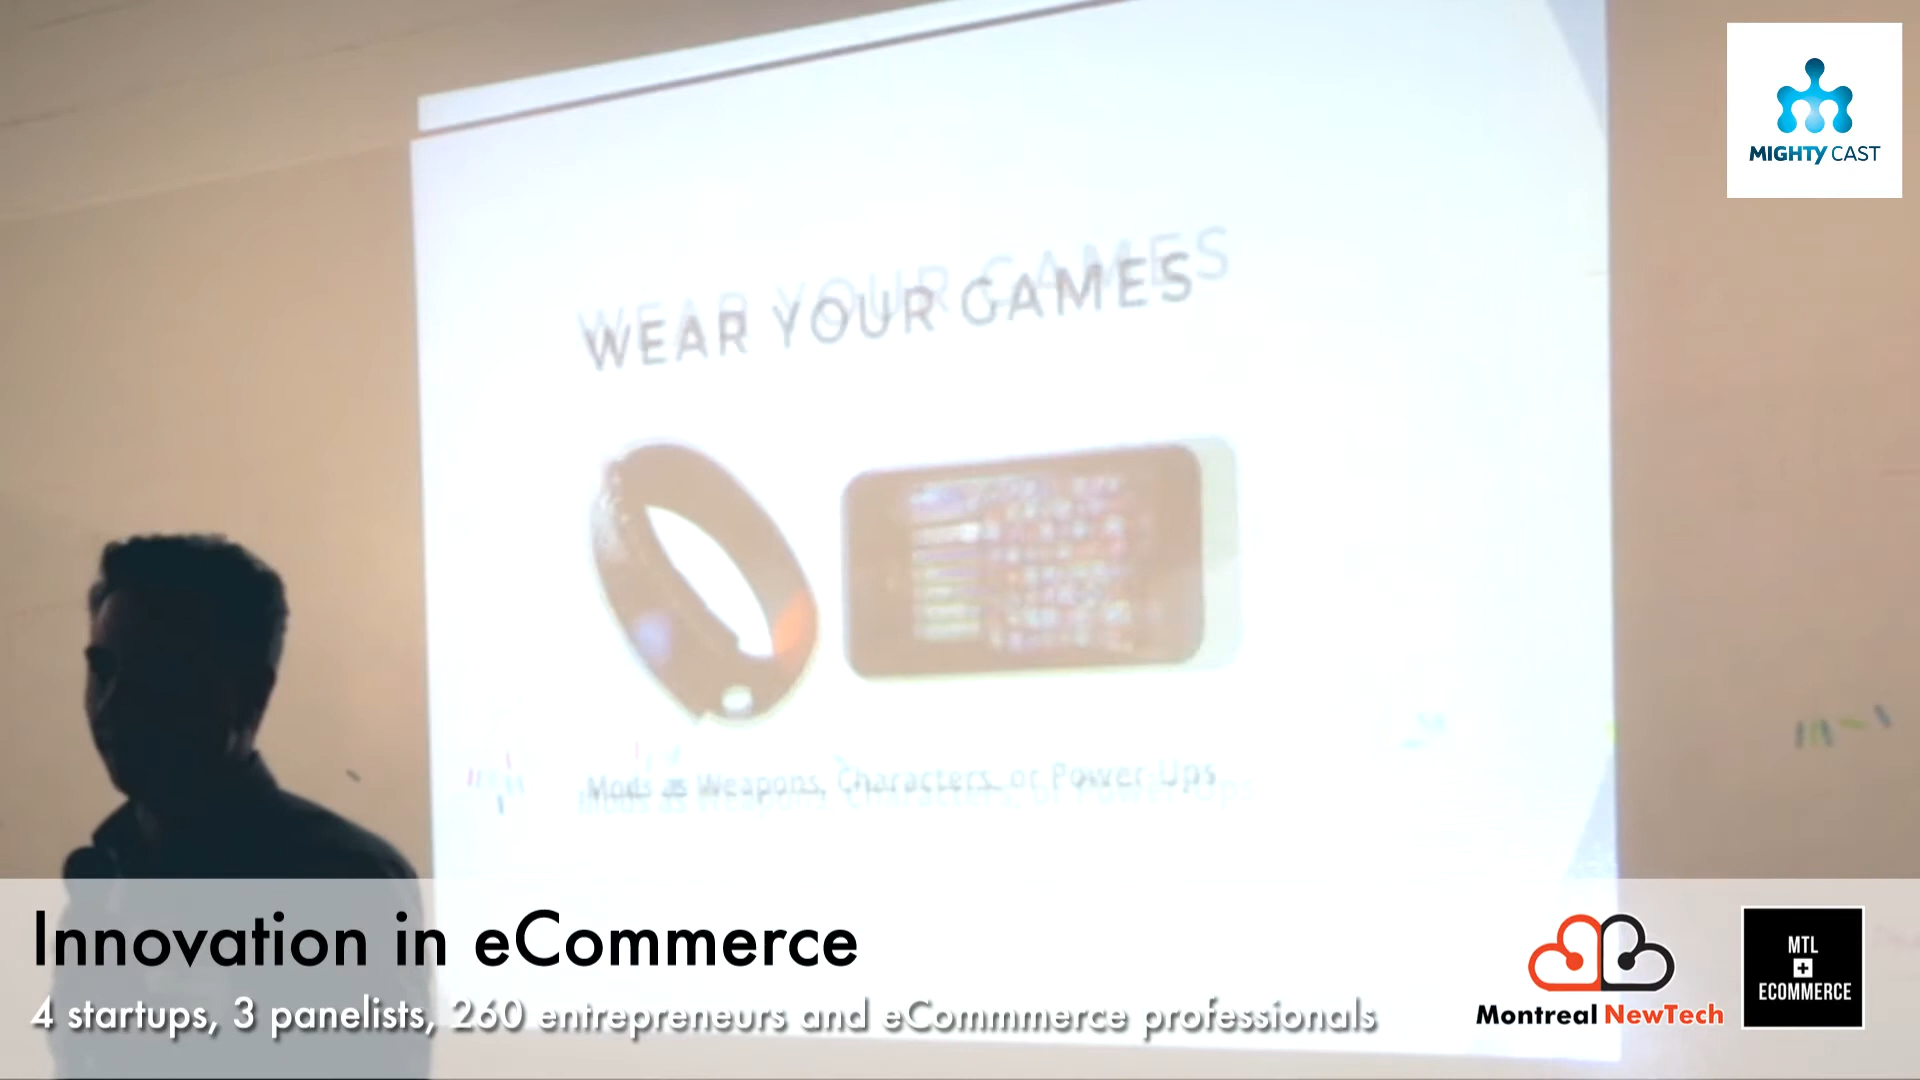 MIGHTY CAST
WEAR YOUR GAMES
Mods as Weapons, Characters, or Power Ups
Innovation in eCommerce
4 startups, 3 panelists, 260 entrepreneurs and eCommmerce professionals
Montreal NewTech
MTL
+
ECOMMERCE